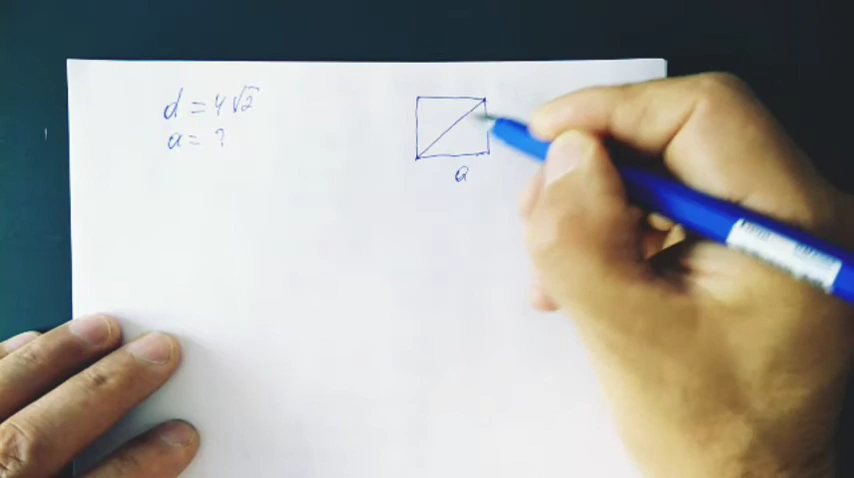 d = 4√2
a = ?
a